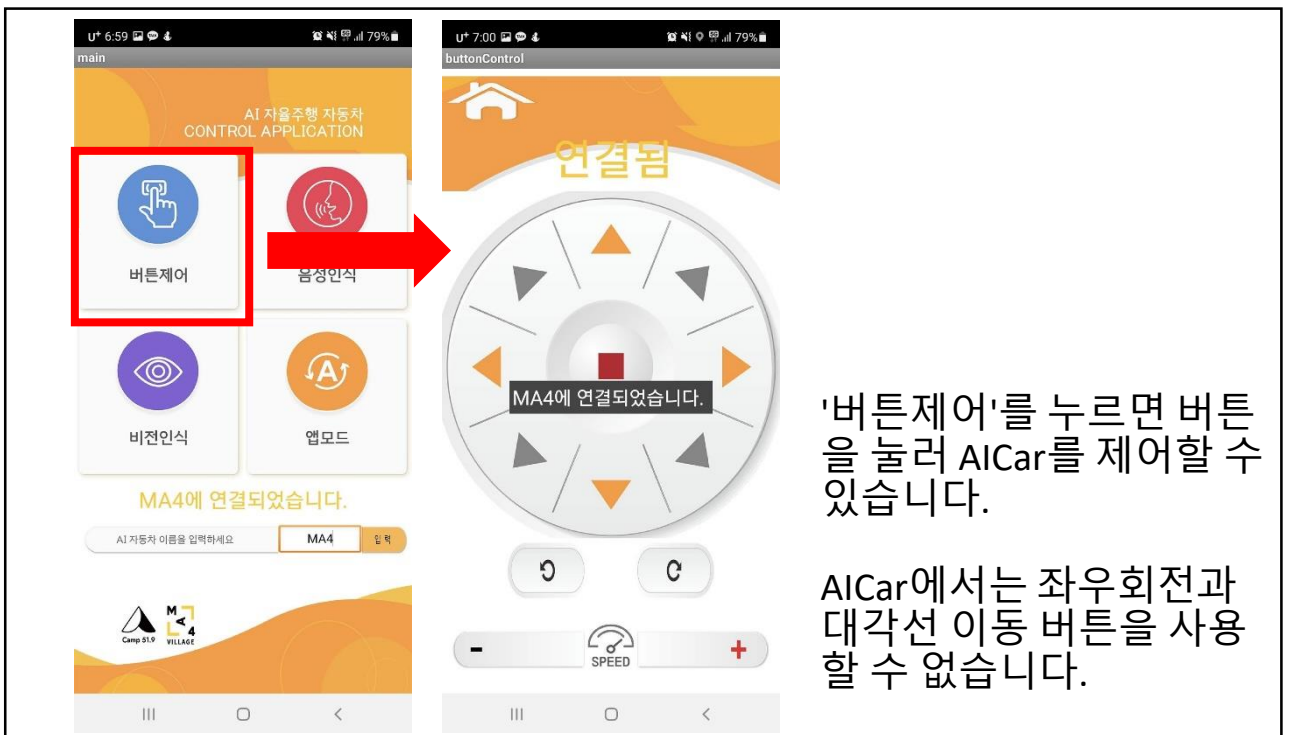 U+ 6:59 79%
main
AI 자율주행 자동차
CONTROL APPLICATION
버튼제어
음성인식
비전인식
앱모드
MA4에 연결되었습니다.
AI 자동차 이름을 입력하세요 MA4 입력
Camp 51.9
MA4
VILLAGE
U+ 7:00 79%
buttonControl
연결됨
MA4에 연결되었습니다.
-
SPEED
+
'버튼제어'를 누르면 버튼
을 눌러 AICar를 제어할 수
있습니다.
AICar에서는 좌우회전과
대각선 이동 버튼을 사용
할 수 없습니다.